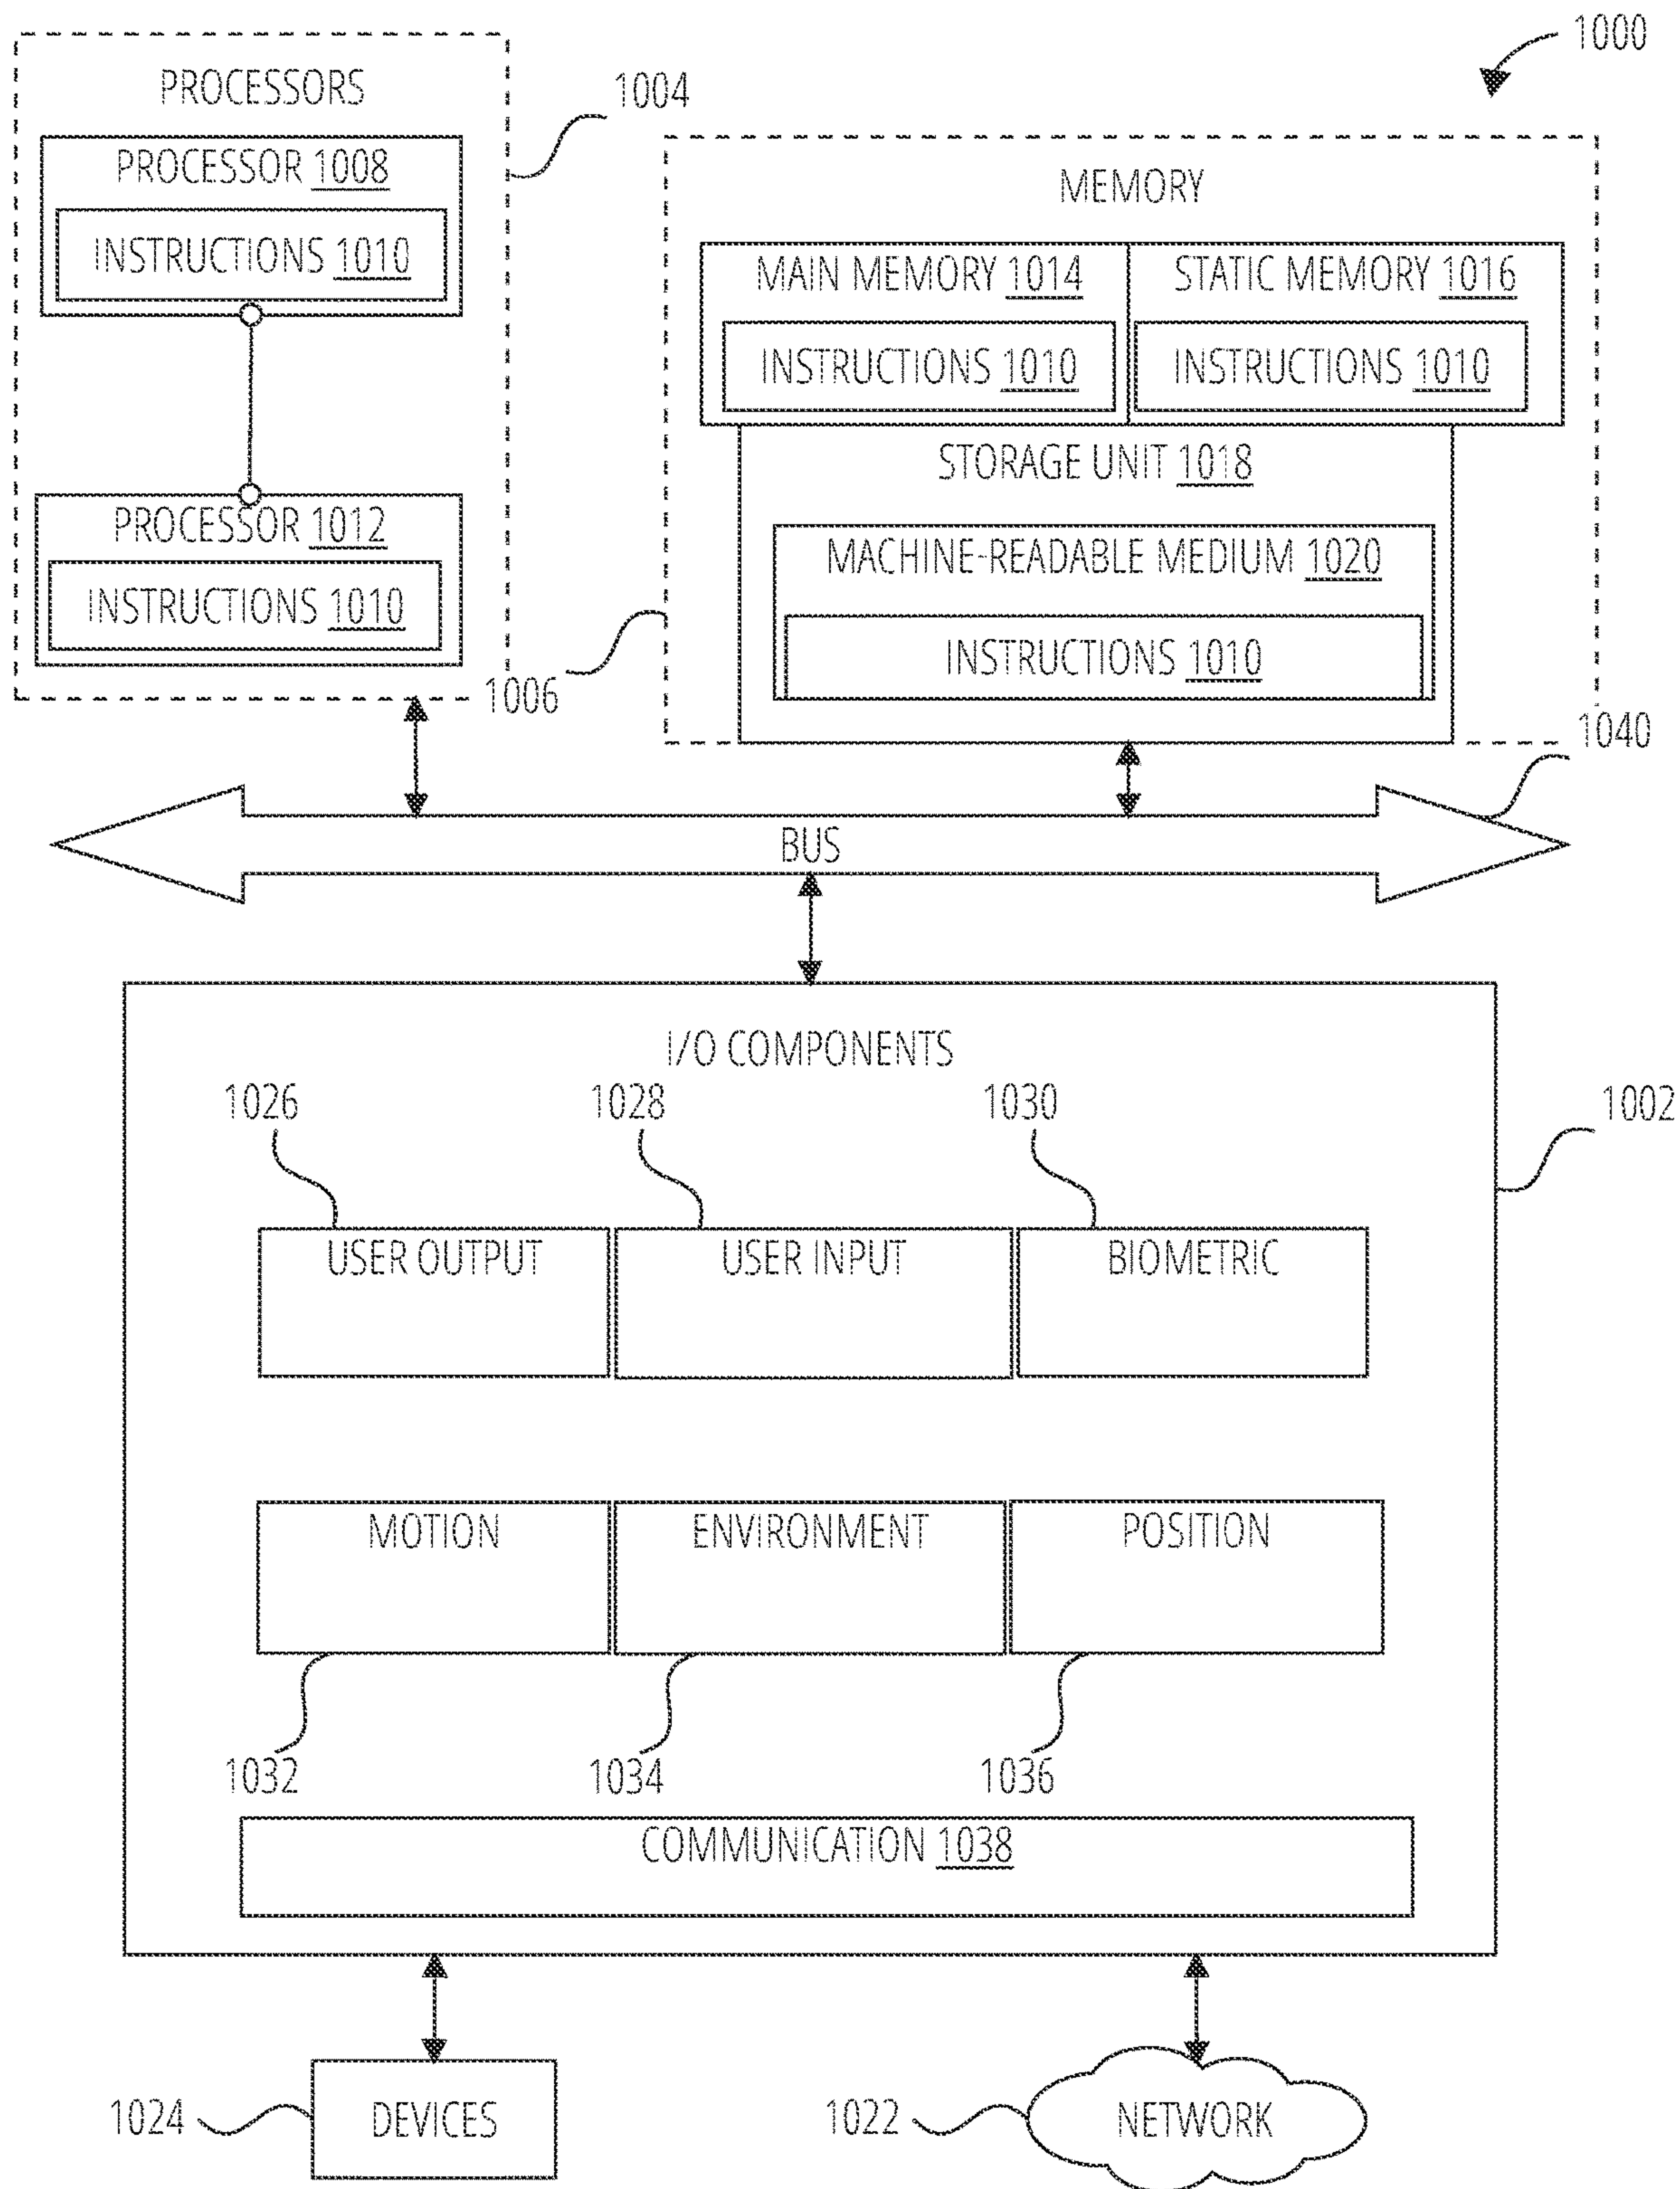 1000
PROCESSORS
1004
PROCESSOR 1008
INSTRUCTIONS 1010
PROCESSOR 1012
INSTRUCTIONS 1010
1006
MEMORY
MAIN MEMORY 1014
STATIC MEMORY 1016
INSTRUCTIONS 1010
INSTRUCTIONS 1010
STORAGE UNIT 1018
MACHINE-READABLE MEDIUM 1020
INSTRUCTIONS 1010
1040
BUS
I/O COMPONENTS
1026
1028
1030
1002
USER OUTPUT
USER INPUT
BIOMETRIC
MOTION
ENVIRONMENT
POSITION
1032
1034
1036
COMMUNICATION 1038
1024
DEVICES
1022
NETWORK